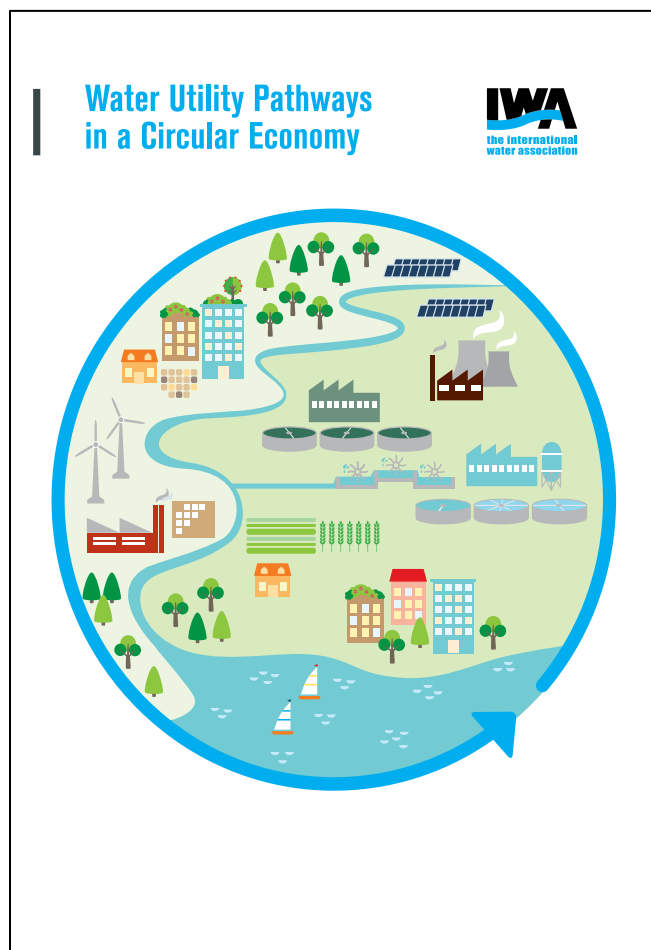 Water Utility Pathways
in a Circular Economy
IWA
the international
water association